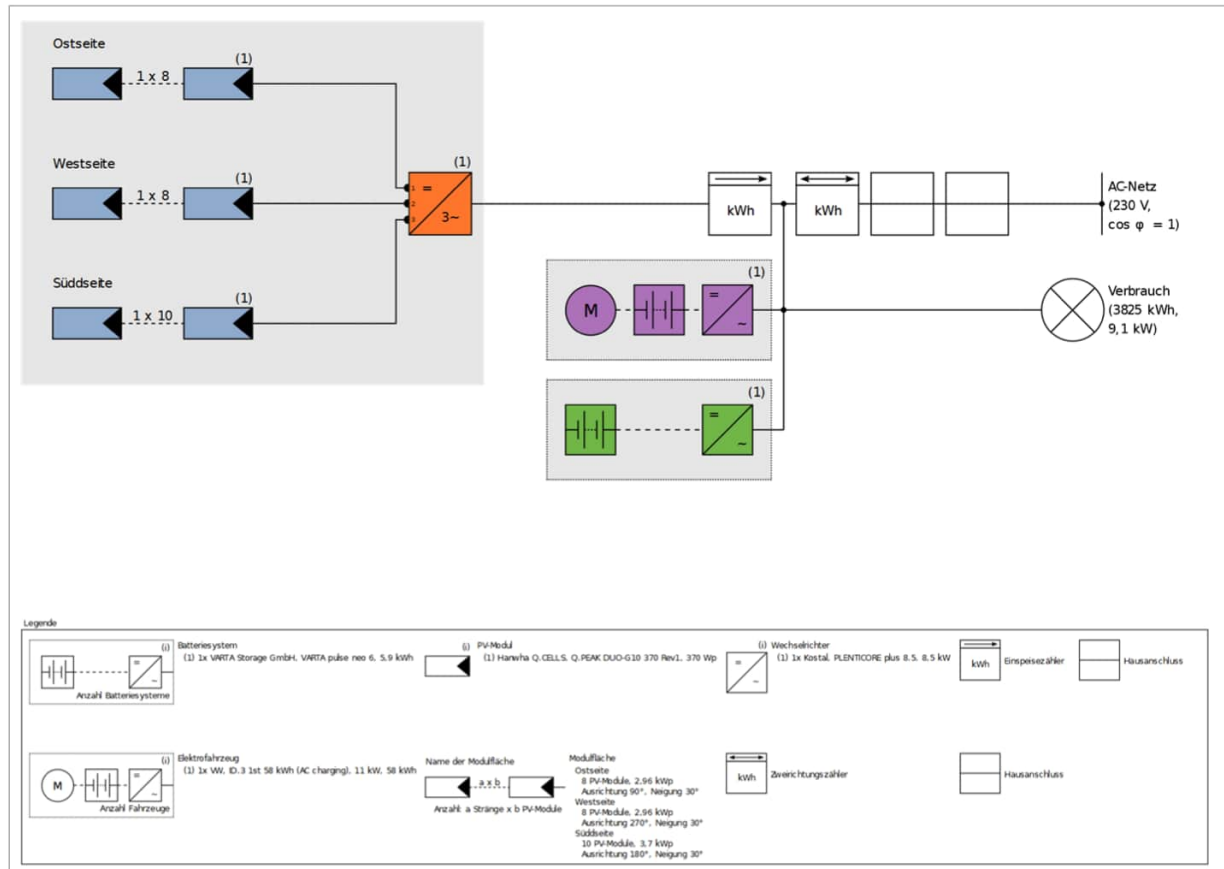 Ostseite
1 x 8
(1)
Westseite
1 x 8
(1)
Süddseite
1 x 10
(1)
(1)
1
2
3
=
3~
kWh
kWh
AC-Netz
(230 V,
cos φ = 1)
(1)
M
=
~
Verbrauch
(3825 kWh,
9,1 kW)
(1)
=
~
Legende
(i)
=
~
Anzahl Batteriesysteme
Batteriesystem
(1) 1x VARTA Storage GmbH, VARTA pulse neo 6, 5,9 kWh
(i)
PV-Modul
(1) Hanwha Q.CELLS, Q.PEAK DUO-G10 370 Rev1, 370 Wp
(i)
=
~
Wechselrichter
(1) 1x Kostal, PLENTICORE plus 8.5, 8,5 kW
kWh
Einspeisezähler
Hausanschluss
(i)
M
=
~
Anzahl Fahrzeuge
Elektrofahrzeug
(1) 1x VW, ID.3 1st 58 kWh (AC charging), 11 kW, 58 kWh
Name der Modulfläche
a x b
Anzahl: a Stränge x b PV-Module
Modulfläche
Ostseite
8 PV-Module, 2,96 kWp
Ausrichtung 90°, Neigung 30°
Westseite
8 PV-Module, 2,96 kWp
Ausrichtung 270°, Neigung 30°
Süddseite
10 PV-Module, 3,7 kWp
Ausrichtung 180°, Neigung 30°
kWh
Zweirichtungszähler
Hausanschluss